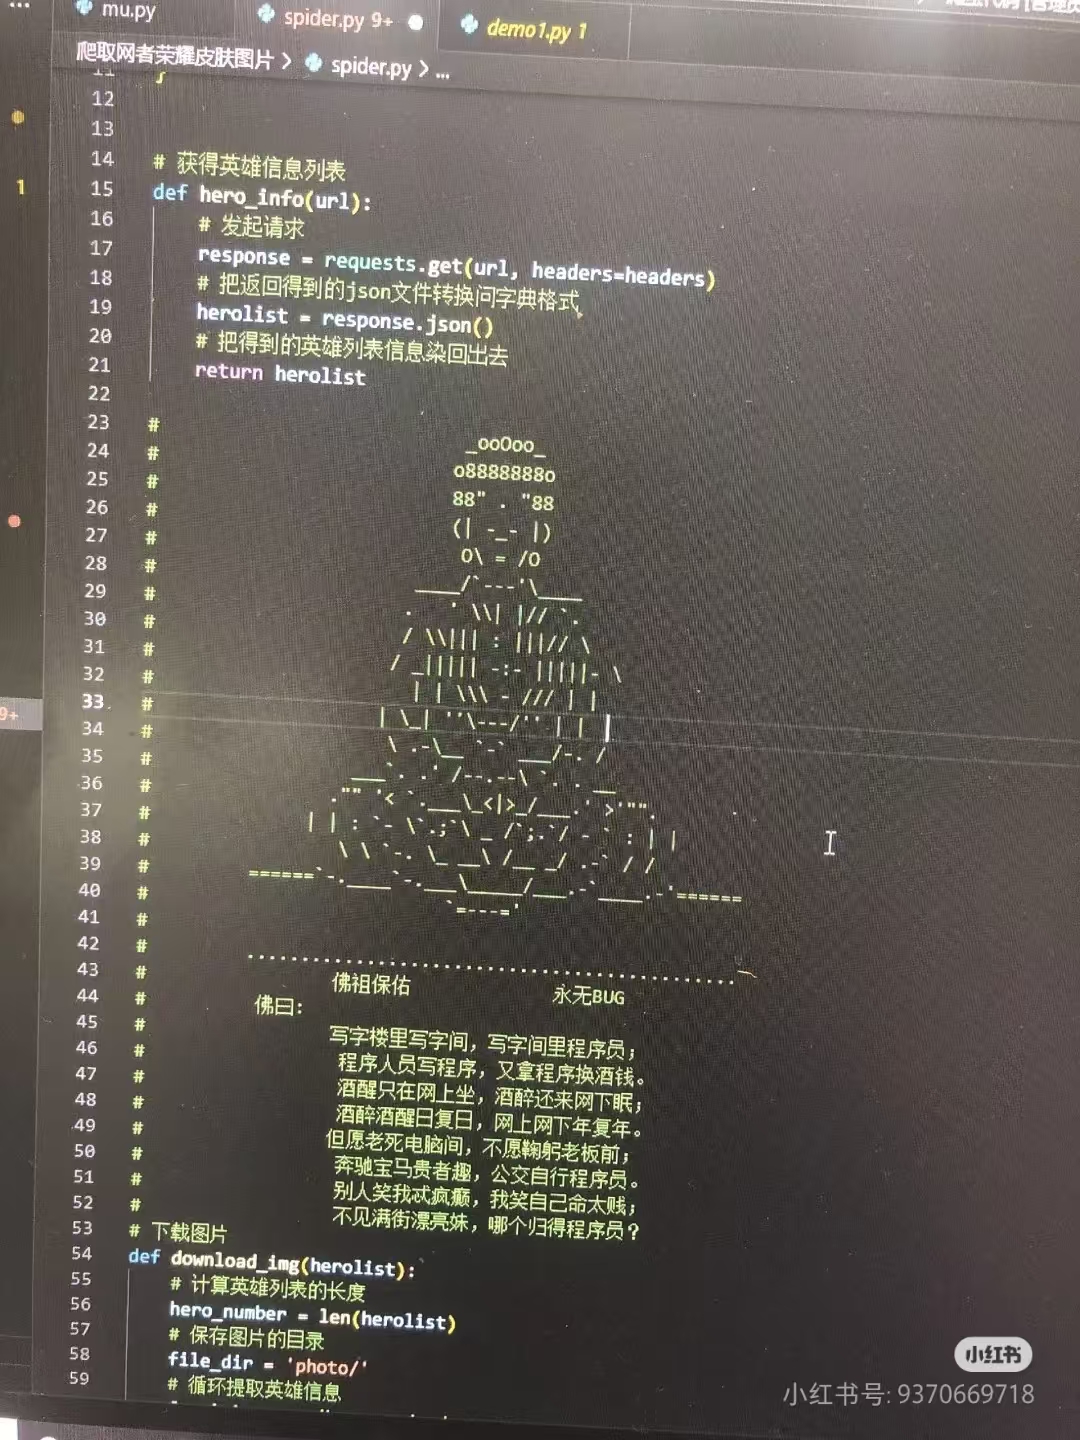 mu.py
spider.py 9+
demo1.py 1
爬取网者荣耀皮肤图片 > spider.py > ...
11 }
12
13
14 # 获得英雄信息列表
15 def hero_info(url):
16 # 发起请求
17 response = requests.get(url, headers=headers)
18 # 把返回得到的json文件转换问字典格式
19 herolist = response.json()
20 # 把得到的英雄列表信息染回出去
21 return herolist
22
23 #
24 # _ooOoo_
25 # o8888888o
26 # 88" . "88
27 # (| -_- |)
28 # O\ = /O
29 # ____/`---'\____
30 # . ' \\| |// `.
31 # / \\||| : |||// \
32 # / _||||| -:- |||||- \
33 # | | \\\ - /// | |
34 # | \_| ''\---/'' | |
35 # \ .-\__ `-` ___/-. /
36 # ___`. .' /--.--\ `. . __
37 # ."" '< `.___\_<|>_/___.' >'"".
38 # | | : `- \`.;`\ _ /`;.`/ - ` : | |
39 # \ \ `-. \_ __\ /__ _/ .-` / /
40 # ======`-.____`-.___\_____/___.-`____.-'======
41 # `=---='
42 #
43 # .............................................
44 # 佛祖保佑 永无BUG
45 # 佛曰:
46 # 写字楼里写字间，写字间里程序员；
47 # 程序人员写程序，又拿程序换酒钱。
48 # 酒醒只在网上坐，酒醉还来网下眠；
49 # 酒醉酒醒日复日，网上网下年复年。
50 # 但愿老死电脑间，不愿鞠躬老板前；
51 # 奔驰宝马贵者趣，公交自行程序员。
52 # 别人笑我忒疯癫，我笑自己命太贱；
53 # 不见满街漂亮妹，哪个归得程序员？
# 下载图片
54 def download_img(herolist):
55 # 计算英雄列表的长度
56 hero_number = len(herolist)
57 # 保存图片的目录
58 file_dir = 'photo/'
59 # 循环提取英雄信息
1
9+
小红书
小红书号: 9370669718